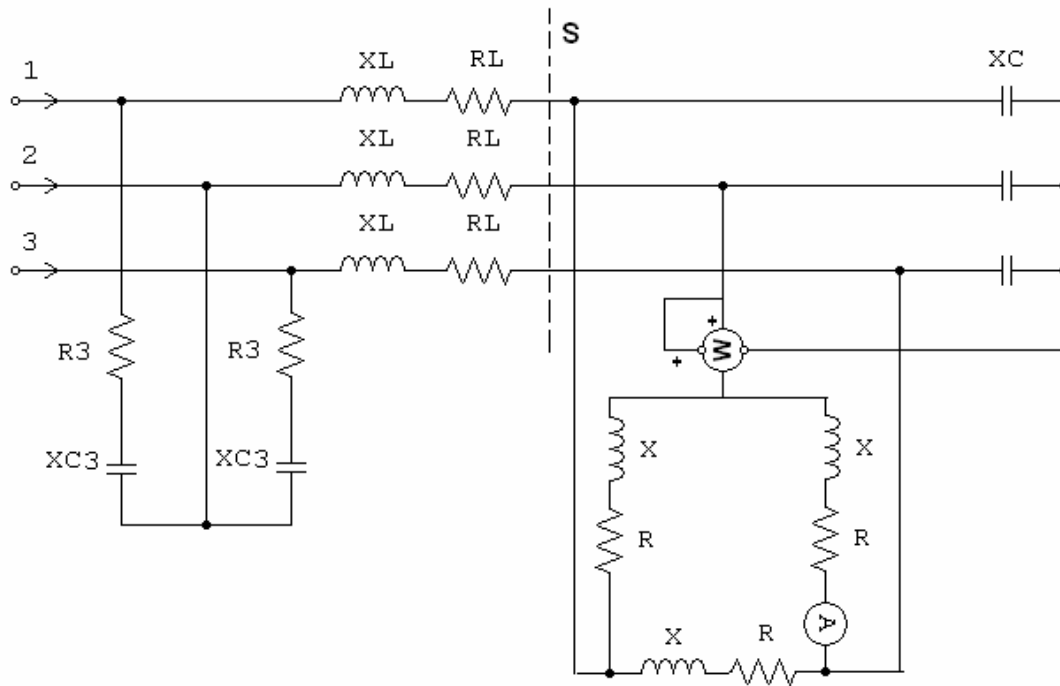 S
1 XL RL XC
2 XL RL
3 XL RL
R3 R3
+
W
+
XC3 XC3
X X
R R
X R A